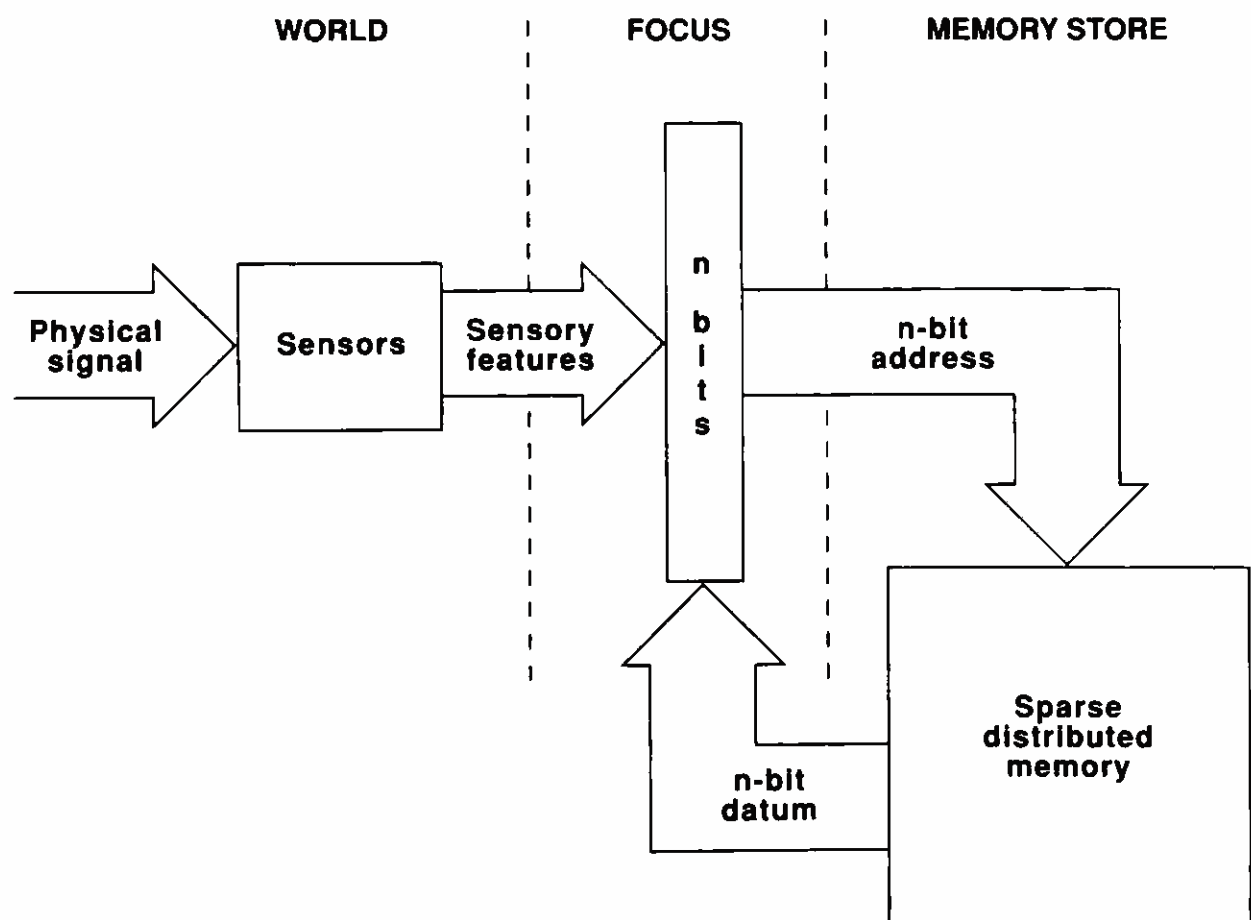 WORLD
FOCUS
MEMORY STORE
Physical
signal
Sensors
Sensory
features
n
b
i
t
s
n-bit
address
Sparse
distributed
memory
n-bit
datum